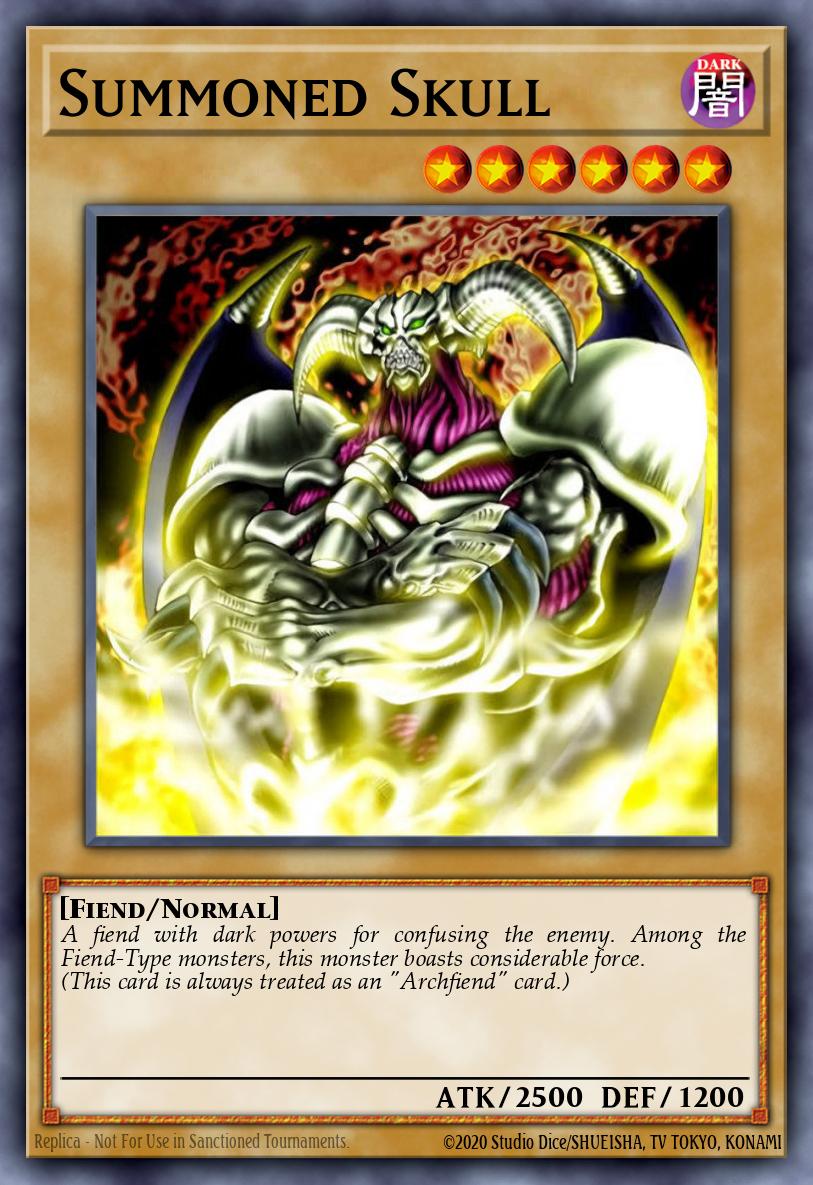 Summoned Skull
DARK
闇
[Fiend/Normal]
A fiend with dark powers for confusing the enemy. Among the
Fiend-Type monsters, this monster boasts considerable force.
(This card is always treated as an "Archfiend" card.)
ATK/2500 DEF/1200
Replica - Not For Use in Sanctioned Tournaments.
©2020 Studio Dice/SHUEISHA, TV TOKYO, KONAMI